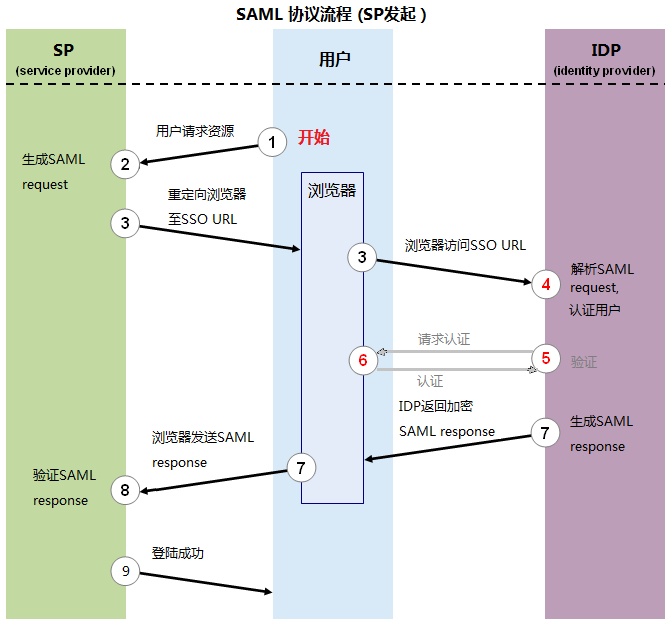 SAML 协议流程 (SP发起 )
SP
(service provider)
用户
IDP
(identity provider)
用户请求资源
1
开始
生成SAML
request
2
重定向浏览器
至SSO URL
3
浏览器
3
浏览器访问SSO URL
4
解析SAML
request,
认证用户
请求认证
6
5
验证
认证
IDP返回加密
SAML response
7
生成SAML
response
浏览器发送SAML
response
7
验证SAML
response
8
登陆成功
9